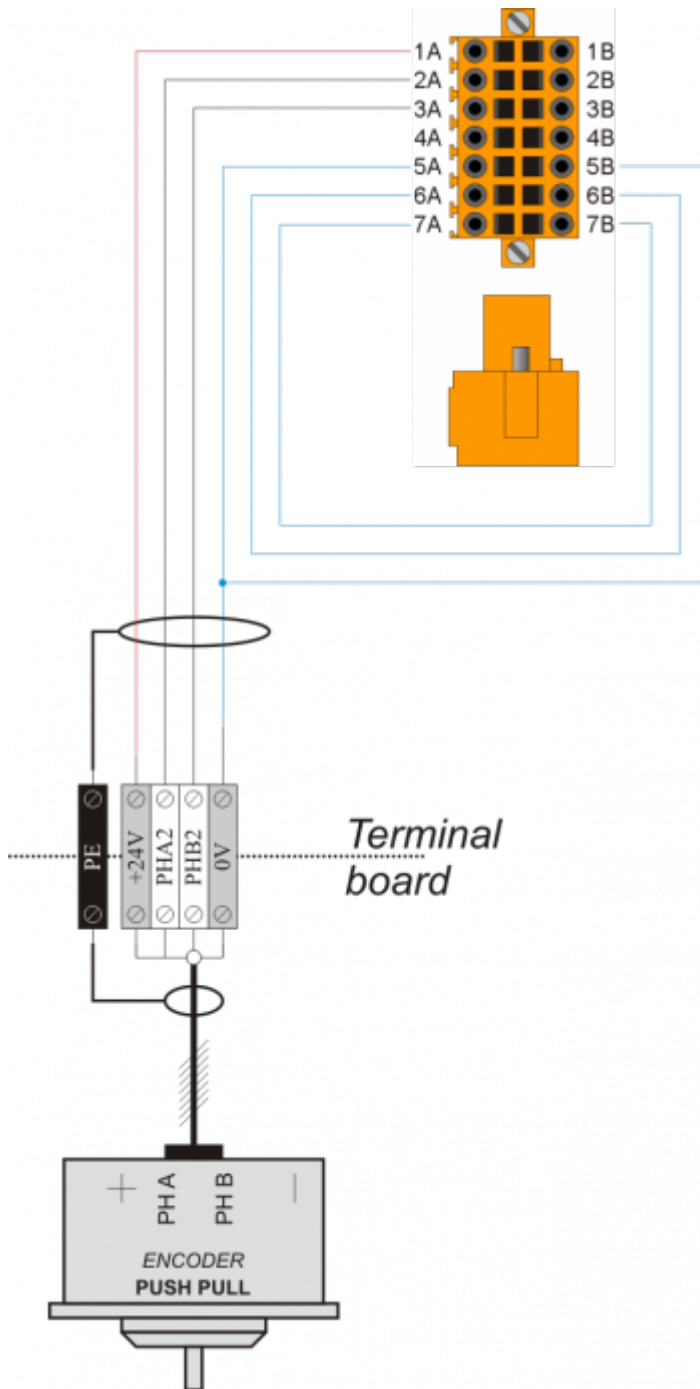 1A 1B
2A 2B
3A 3B
4A 4B
5A 5B
6A 6B
7A 7B
PE
+24V
PHA2
PHB2
0V
Terminal
board
+
PH A
PH B
—
ENCODER
PUSH PULL